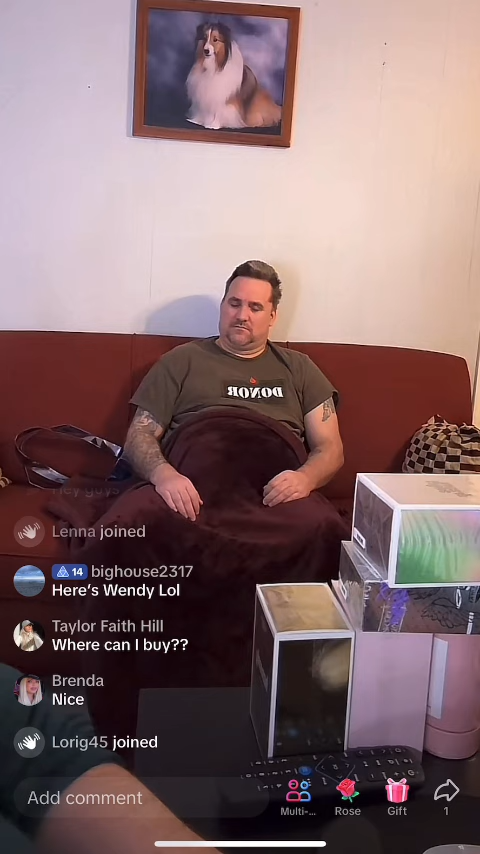 DONOR
Hey guys
Lenna joined
14 bighouse2317
Here's Wendy Lol
Taylor Faith Hill
Where can I buy??
Brenda
Nice
Lorig45 joined
Add comment
Multi-...
Rose
Gift
1